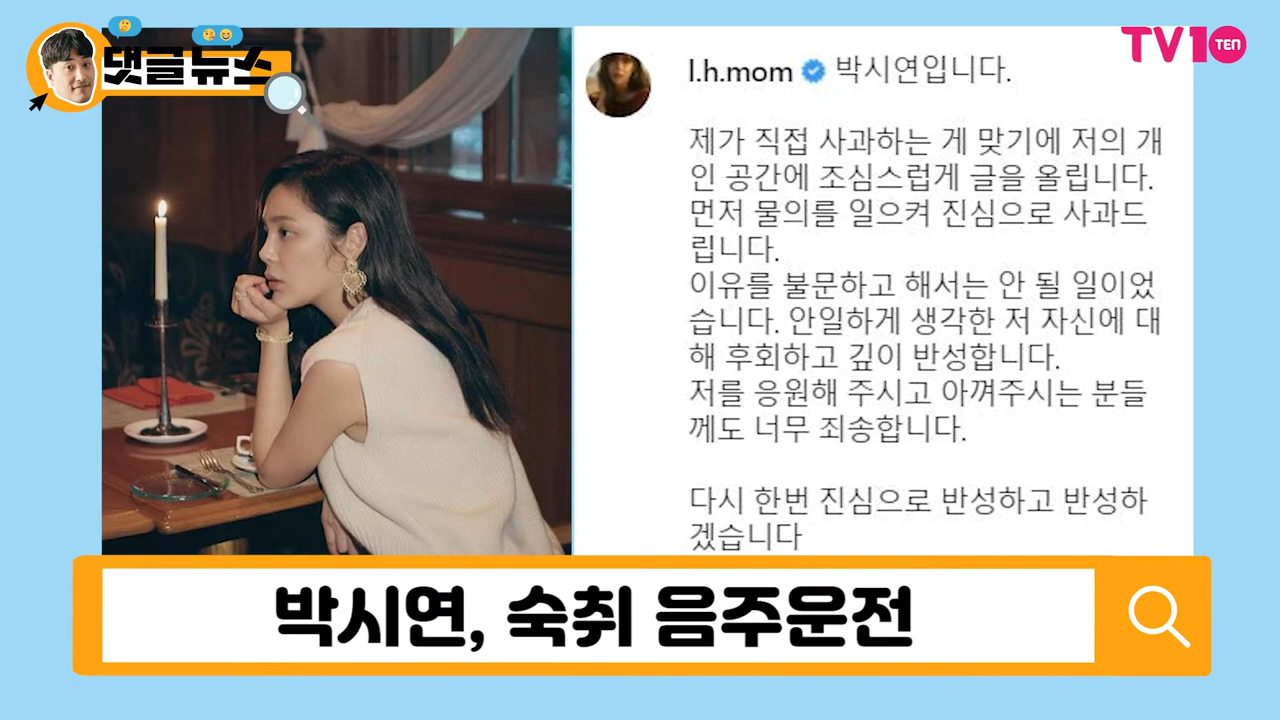 댓글뉴스
TV10
TEN
l.h.mom 박시연입니다.
제가 직접 사과하는 게 맞기에 저의 개
인 공간에 조심스럽게 글을 올립니다.
먼저 물의를 일으켜 진심으로 사과드
립니다.
이유를 불문하고 해서는 안 될 일이었
습니다. 안일하게 생각한 저 자신에 대
해 후회하고 깊이 반성합니다.
저를 응원해 주시고 아껴주시는 분들
께도 너무 죄송합니다.
다시 한번 진심으로 반성하고 반성하
겠습니다
박시연, 숙취 음주운전